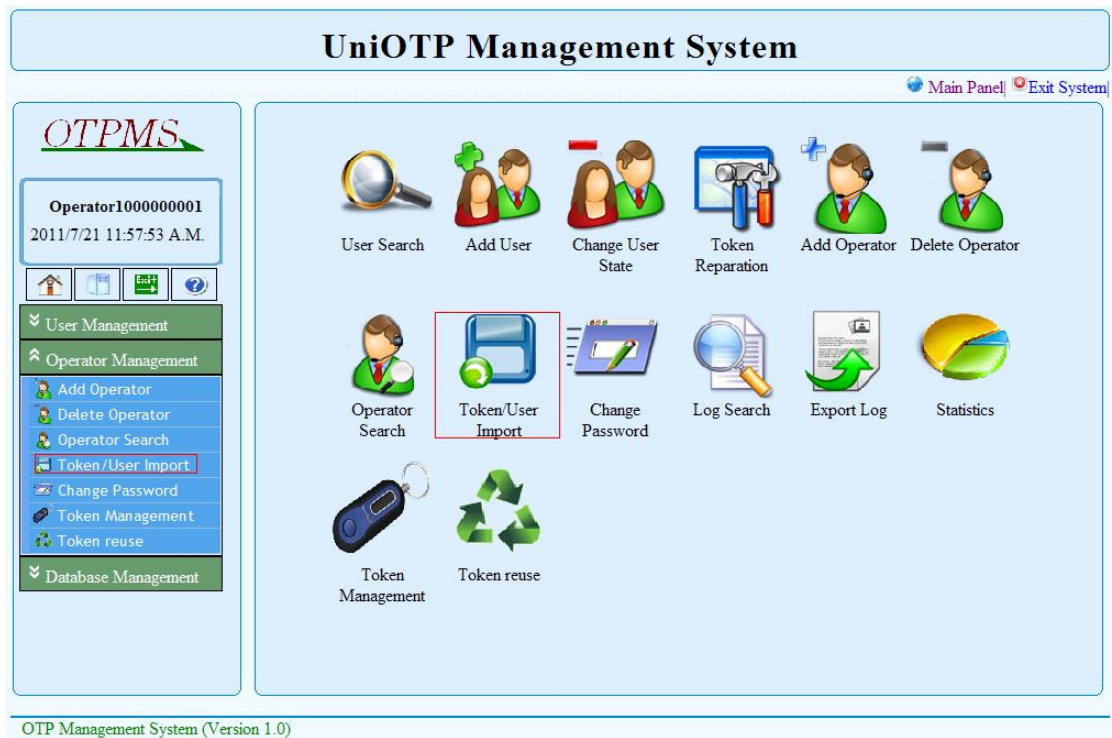 UniOTP Management System
Main Panel| Exit System|
OTPMS
Operator1000000001
2011/7/21 11:57:53 A.M.
Exit
User Management
Operator Management
Add Operator
Delete Operator
Operator Search
Token/User Import
Change Password
Token Management
Token reuse
Database Management
User Search
Add User
Change User
State
Token
Reparation
Add Operator
Delete Operator
Operator
Search
Token/User
Import
Change
Password
Log Search
Export Log
Statistics
Token
Management
Token reuse
OTP Management System (Version 1.0)